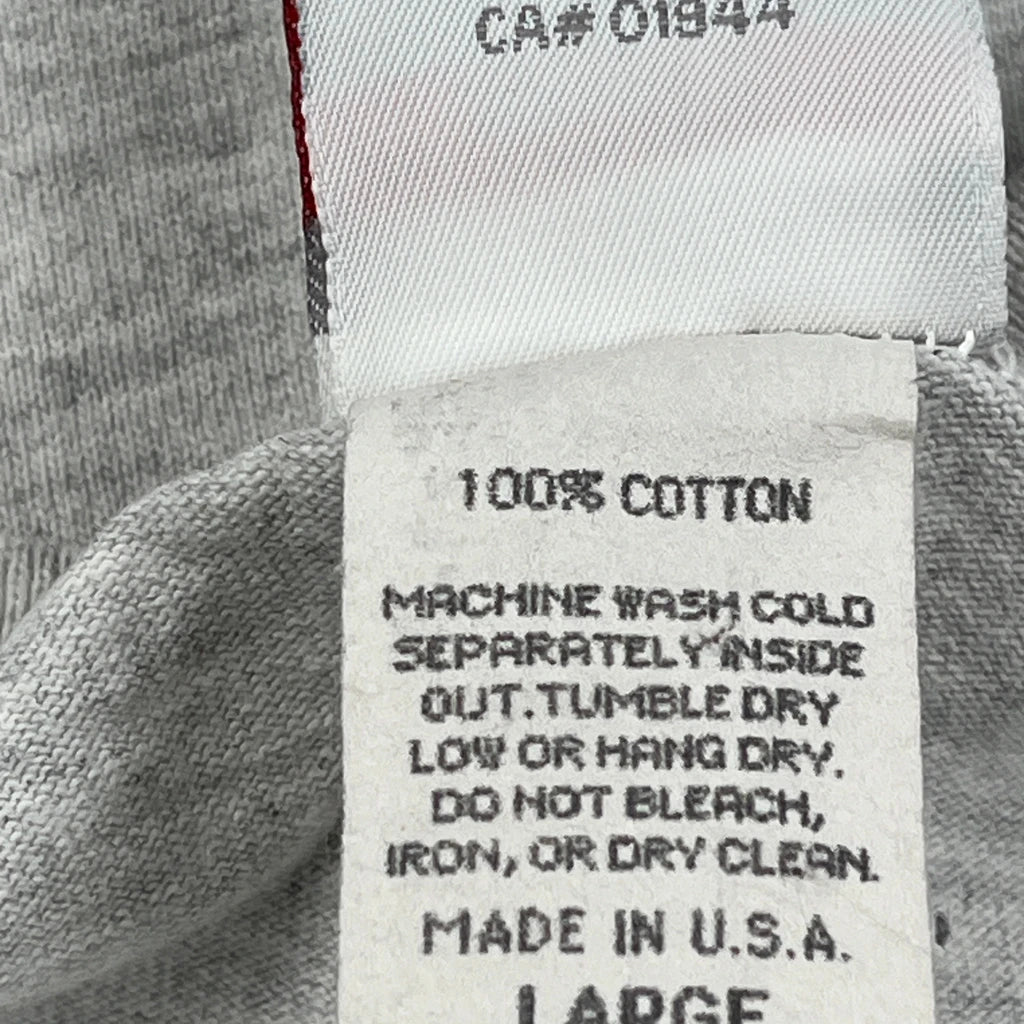 CA# 01944
100% COTTON
MACHINE WASH COLD
SEPARATELY INSIDE
OUT. TUMBLE DRY
LOW OR HANG DRY.
DO NOT BLEACH,
IRON, OR DRY CLEAN.
MADE IN U.S.A.
LARGE